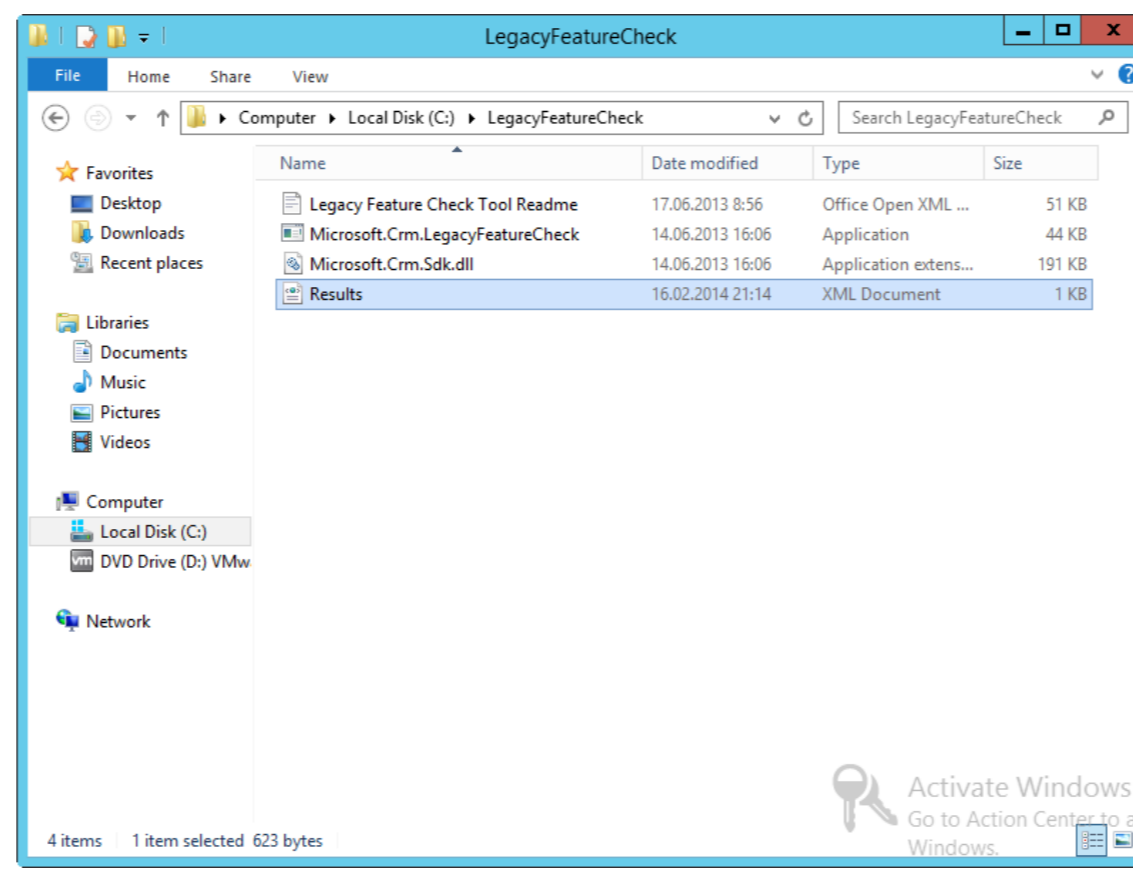 LegacyFeatureCheck
File Home Share View
Computer Local Disk (C:) LegacyFeatureCheck Search LegacyFeatureCheck
Name Date modified Type Size
Favorites
Desktop
Downloads
Recent places
Libraries
Documents
Music
Pictures
Videos
Computer
Local Disk (C:)
vm DVD Drive (D:) VMw
Network
Legacy Feature Check Tool Readme 17.06.2013 8:56 Office Open XML ... 51 KB
Microsoft.Crm.LegacyFeatureCheck 14.06.2013 16:06 Application 44 KB
Microsoft.Crm.Sdk.dll 14.06.2013 16:06 Application extens... 191 KB
Results 16.02.2014 21:14 XML Document 1 KB
Activate Windows
Go to Action Center to a
Windows.
4 items 1 item selected 623 bytes